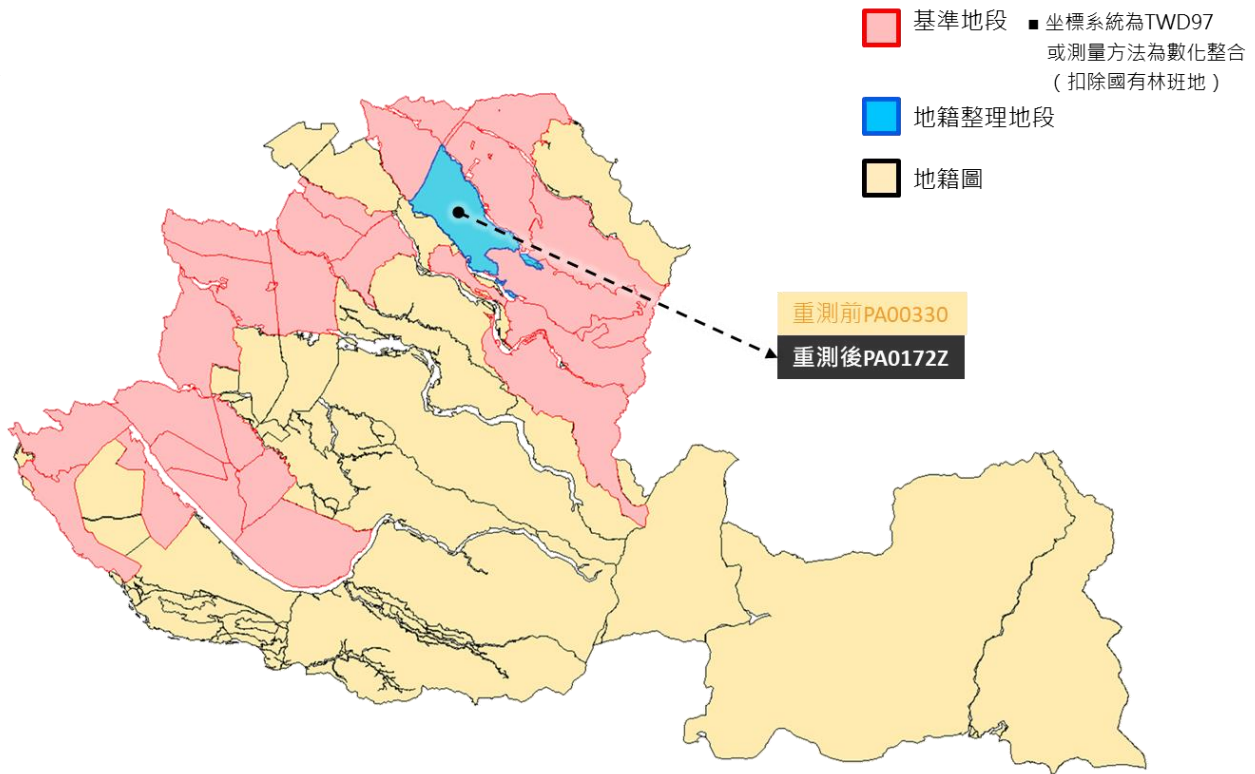 基準地段
■ 坐標系統為TWD97
或測量方法為數化整合
（扣除國有林班地）
地籍整理地段
地籍圖
重測前PA00330
重測後PA0172Z